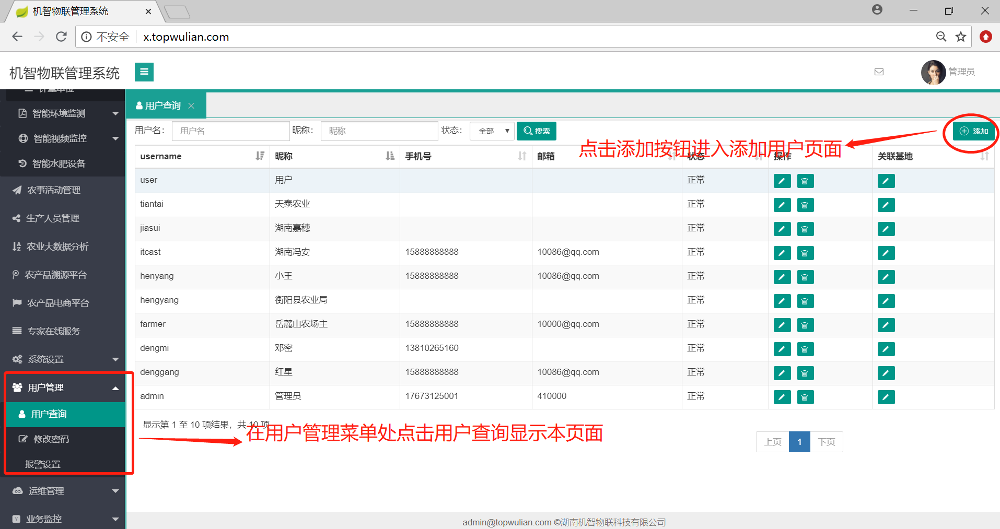 机智物联管理系统
不安全 x.topwulian.com
机智物联管理系统
管理员
计量单位
智能环境监测
智能视频监控
智能水肥设备
农事活动管理
生产人员管理
农业大数据分析
农产品溯源平台
农产品电商平台
专家在线服务
系统设置
用户管理
用户查询
修改密码
报警设置
运维管理
业务监控
用户查询
用户名： 用户名 昵称： 昵称 状态： 全部 搜索 添加
点击添加按钮进入添加用户页面
username 昵称 手机号 邮箱 状态 操作 关联基地
user 用户 正常
tiantai 天泰农业 正常
jiasui 湖南嘉穗 正常
itcast 湖南冯安 15888888888 10086@qq.com 正常
henyang 小王 15888888888 10086@qq.com 正常
hengyang 衡阳县农业局 正常
farmer 岳麓山农场主 15888888888 10000@qq.com 正常
dengmi 邓密 13810265160 正常
denggang 红星 15888888888 10086@qq.com 正常
admin 管理员 17673125001 410000 正常
显示第 1 至 10 项结果，共 10 项
在用户管理菜单处点击用户查询显示本页面
上页 1 下页
admin@topwulian.com ©湖南机智物联科技有限公司